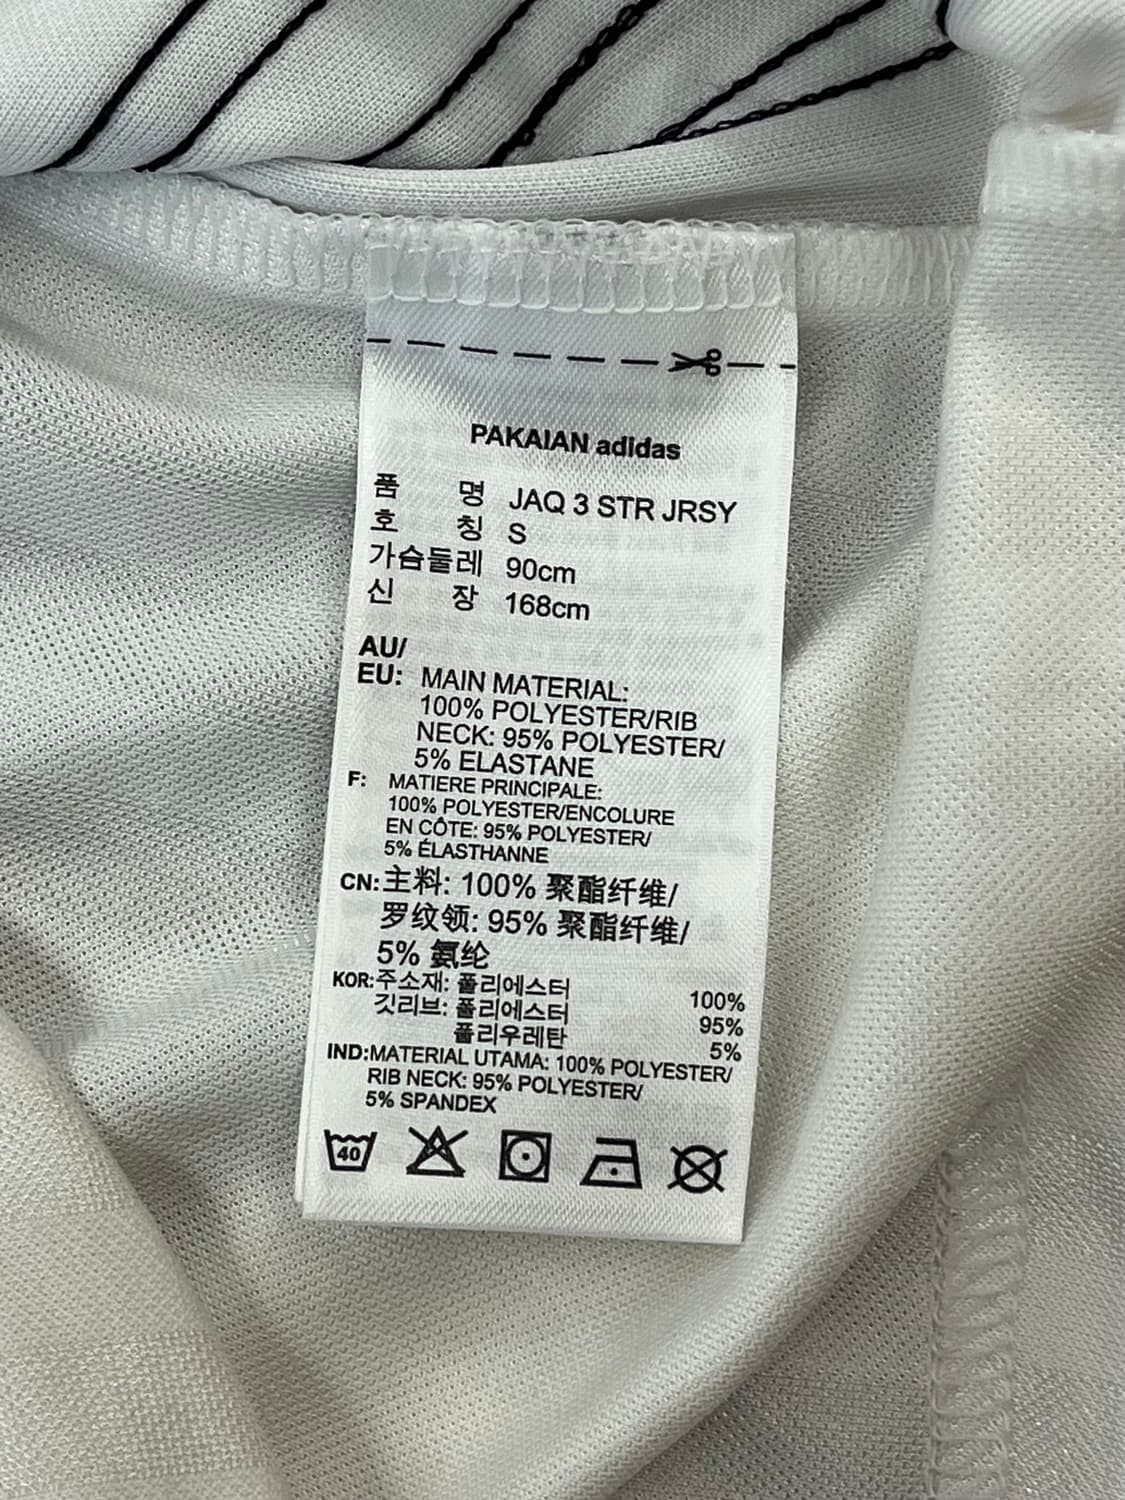 PAKAIAN adidas
품 명 JAQ 3 STR JRSY
호 칭 S
가슴둘레 90cm
신 장 168cm
AU/
EU: MAIN MATERIAL:
100% POLYESTER/RIB
NECK: 95% POLYESTER/
5% ELASTANE
F: MATIERE PRINCIPALE:
100% POLYESTER/ENCOLURE
EN CÔTE: 95% POLYESTER/
5% ÉLASTHANNE
CN: 主料: 100% 聚酯纤维/
罗纹领: 95% 聚酯纤维/
5% 氨纶
KOR: 주소재: 폴리에스터 100%
깃리브: 폴리에스터 95%
폴리우레탄 5%
IND: MATERIAL UTAMA: 100% POLYESTER/
RIB NECK: 95% POLYESTER/
5% SPANDEX
40